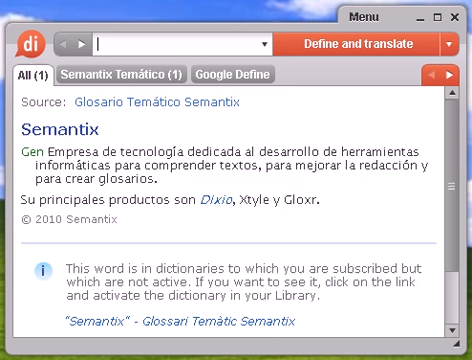 Menu
di
Define and translate
All (1)
Semantix Temático (1)
Google Define
Source: Glosario Temático Semantix
Semantix
Gen Empresa de tecnología dedicada al desarrollo de herramientas
informáticas para comprender textos, para mejorar la redacción y
para crear glosarios.
Su principales productos son Dixio, Xtyle y Gloxr.
© 2010 Semantix
i
This word is in dictionaries to which you are subscribed but
which are not active. If you want to see it, click on the link
and activate the dictionary in your Library.
"Semantix" - Glossari Temàtic Semantix